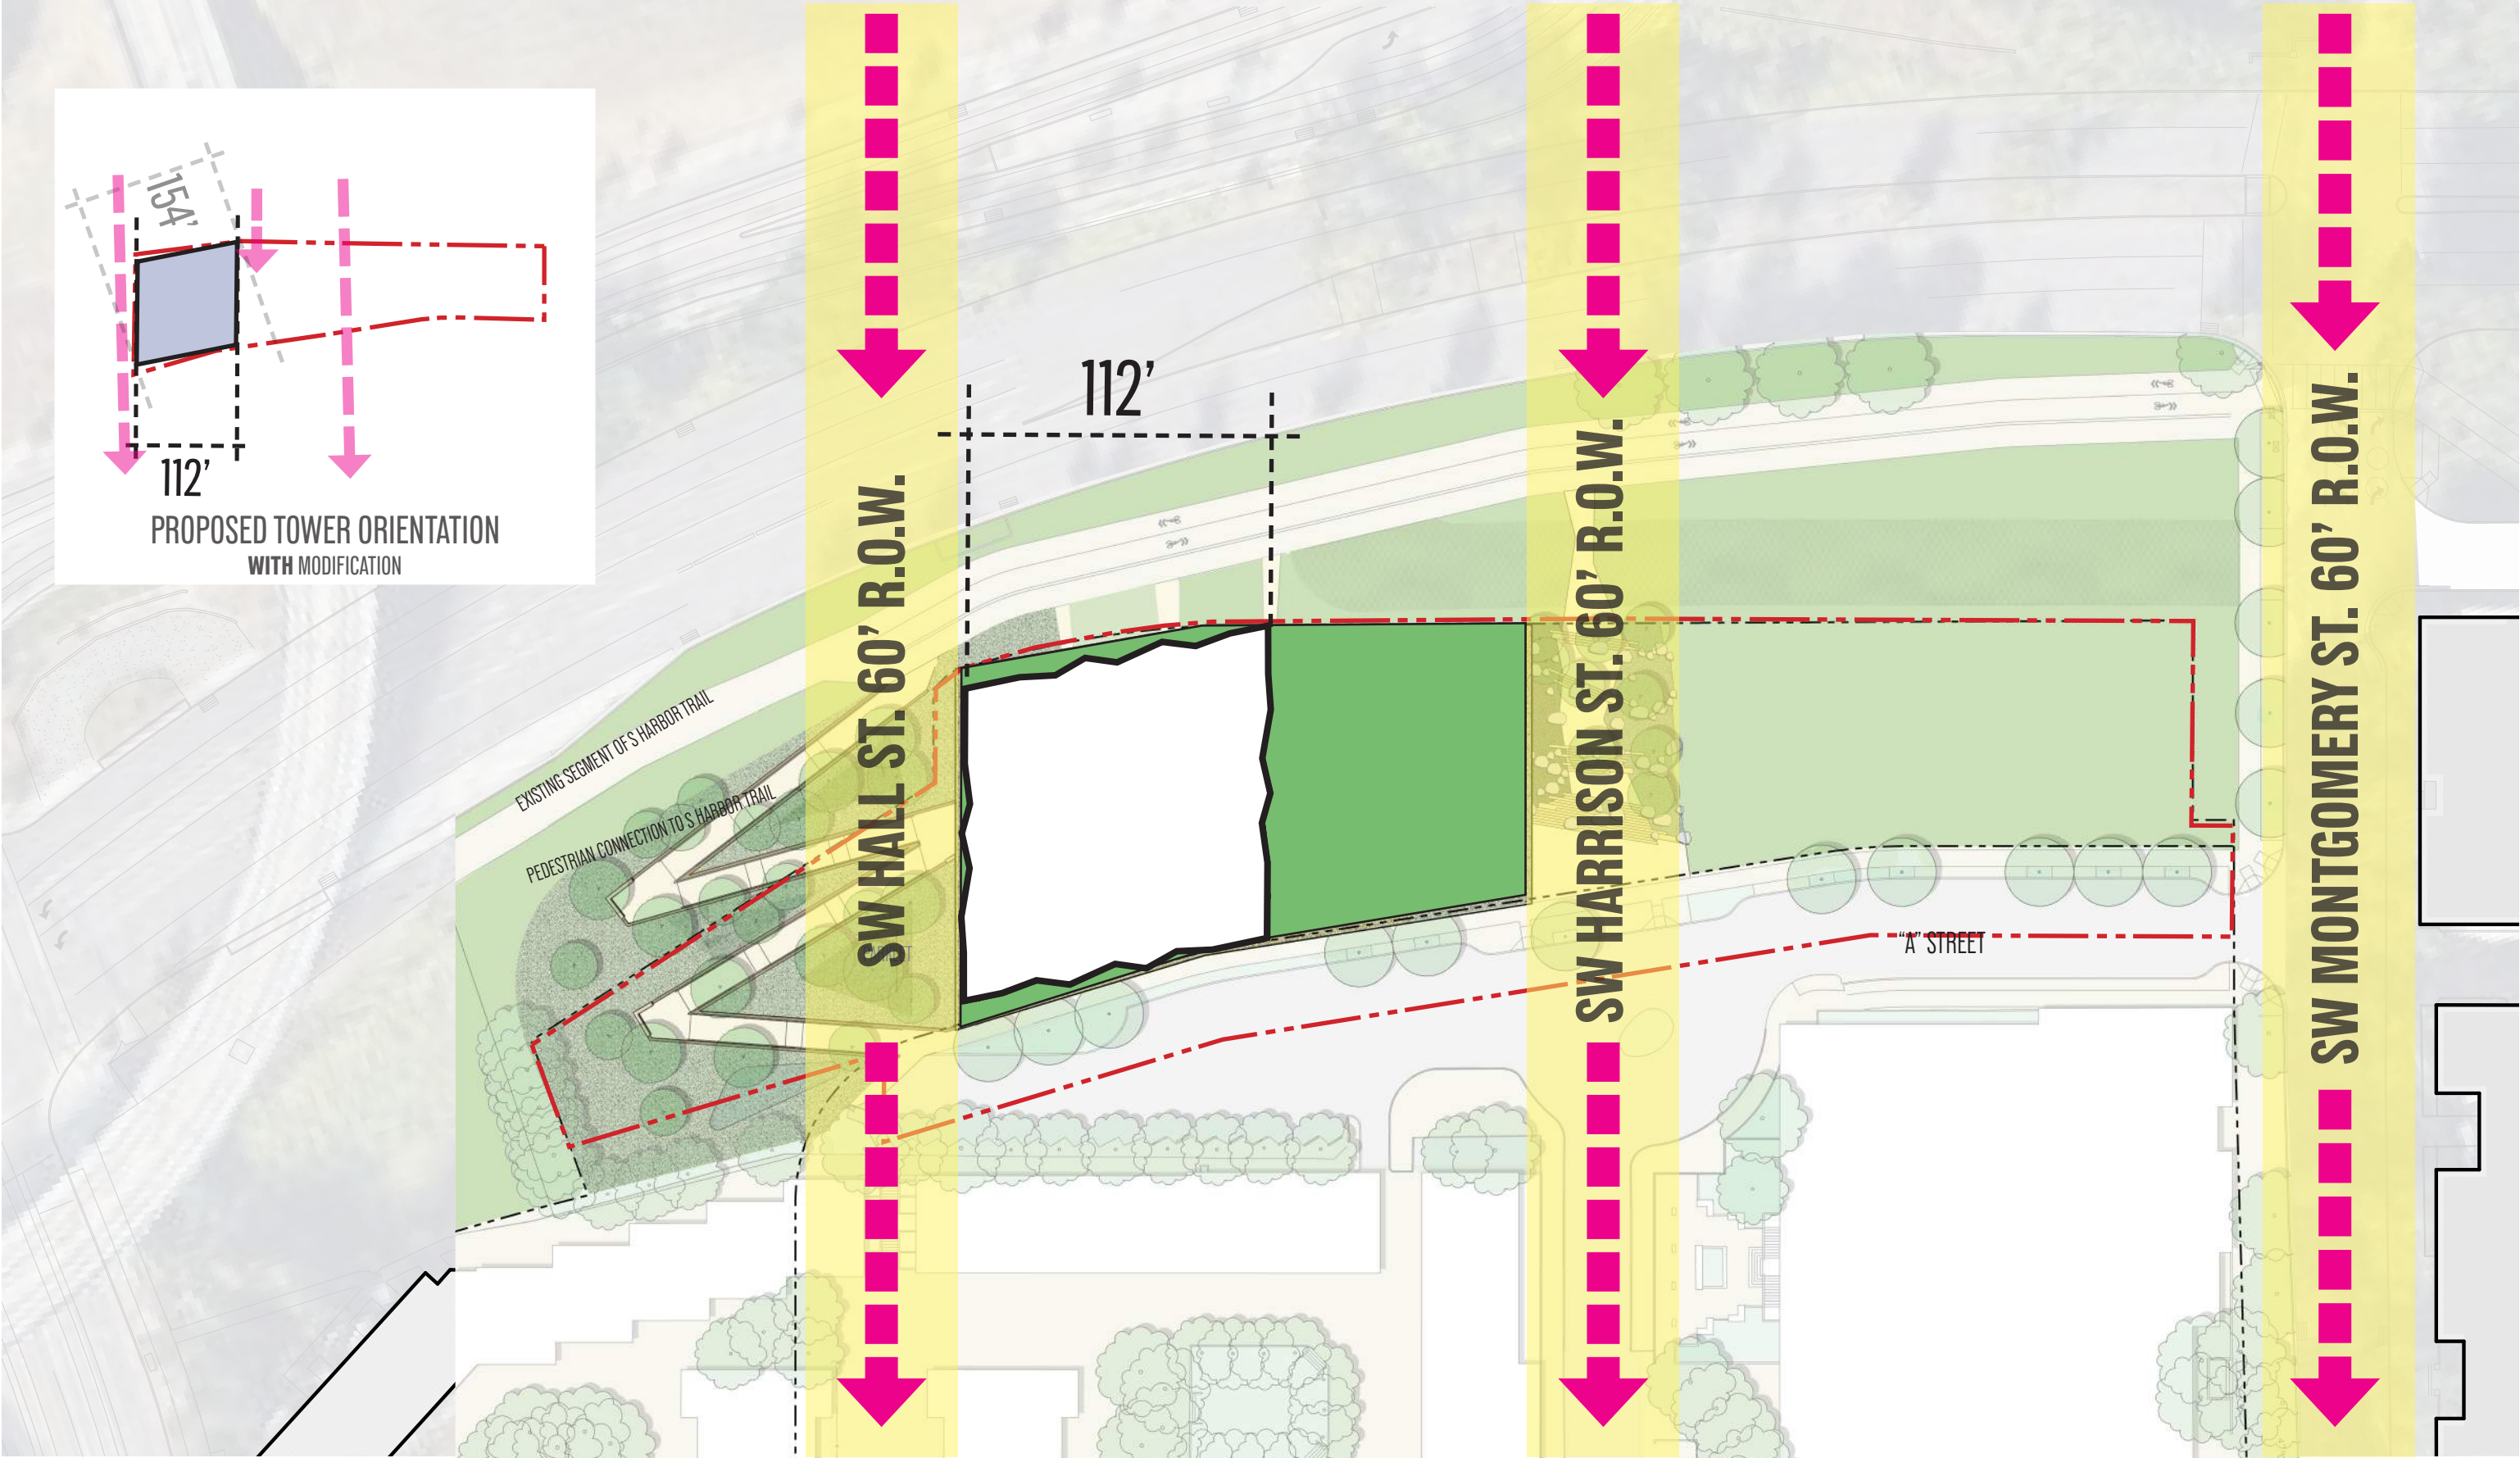 154’
112’
PROPOSED TOWER ORIENTATION
WITH MODIFICATION
112’
SW HALL ST. 60’ R.O.W.
SW HARRISON ST. 60’ R.O.W.
SW MONTGOMERY ST. 60’ R.O.W.
EXISTING SEGMENT OF S HARBOR TRAIL
PEDESTRIAN CONNECTION TO S HARBOR TRAIL
“A” STREET